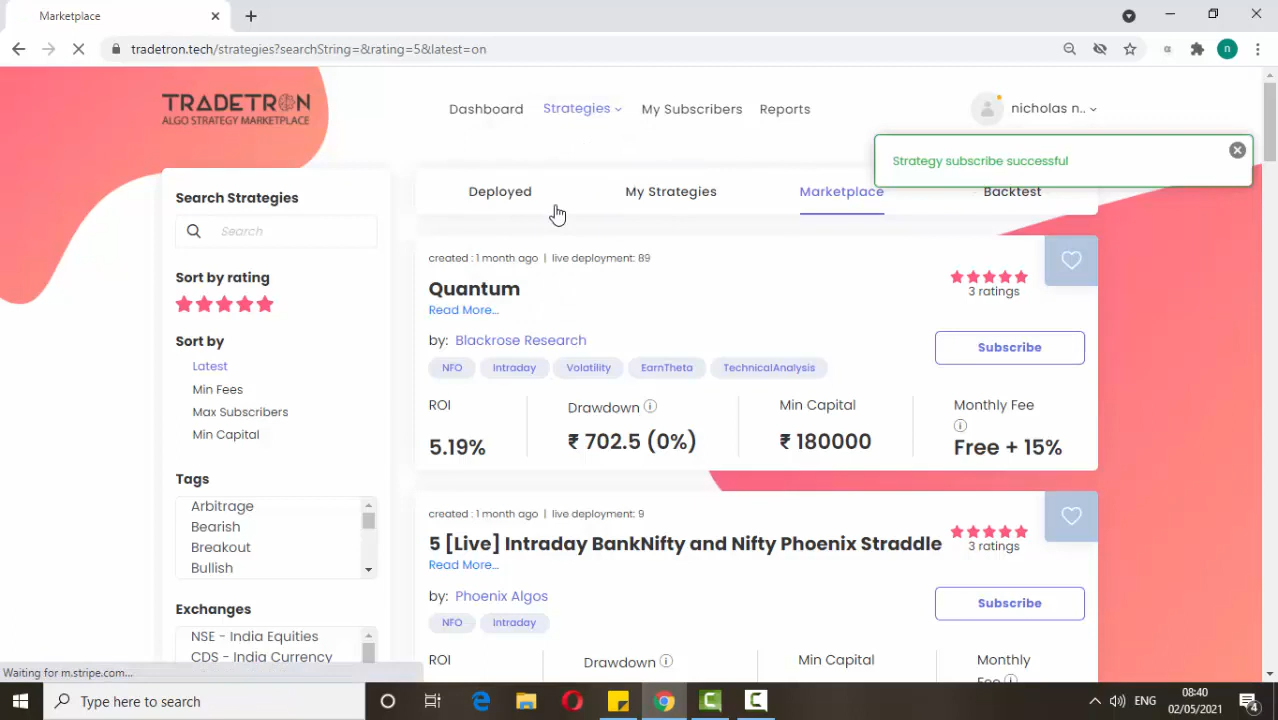 Marketplace
tradetron.tech/strategies?searchString=&rating=5&latest=on
n
TRADETRON
ALGO STRATEGY MARKETPLACE
Dashboard
Strategies
My Subscribers
Reports
nicholas n..
Strategy subscribe successful
Deployed
My Strategies
Marketplace
Backtest
Search Strategies
Search
Sort by rating
Sort by
Latest
Min Fees
Max Subscribers
Min Capital
Tags
Arbitrage
Bearish
Breakout
Bullish
Exchanges
NSE - India Equities
CDS - India Currency
created : 1 month ago | live deployment: 89
Quantum
Read More...
3 ratings
by: Blackrose Research
Subscribe
NFO Intraday Volatility EarnTheta TechnicalAnalysis
ROI
Drawdown
Min Capital
Monthly Fee
5.19%
₹ 702.5 (0%)
₹ 180000
Free + 15%
created : 1 month ago | live deployment: 9
5 [Live] Intraday BankNifty and Nifty Phoenix Straddle
Read More...
3 ratings
by: Phoenix Algos
Subscribe
NFO Intraday
ROI
Drawdown
Min Capital
Monthly
Fee
Waiting for m.stripe.com...
Type here to search
ENG
08:40
02/05/2021
4